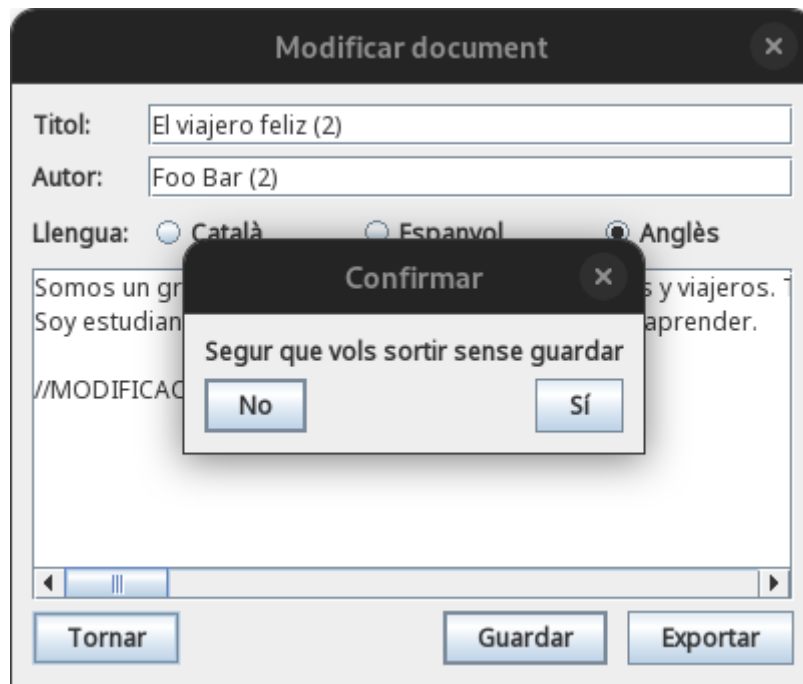 Modificar document
Titol: El viajero feliz (2)
Autor: Foo Bar (2)
Llengua: Català Espanyol Anglès
Somos un gr s y viajeros.
Soy estudian aprender.
//MODIFICAC
Confirmar
Segur que vols sortir sense guardar
No Sí
Tornar Guardar Exportar